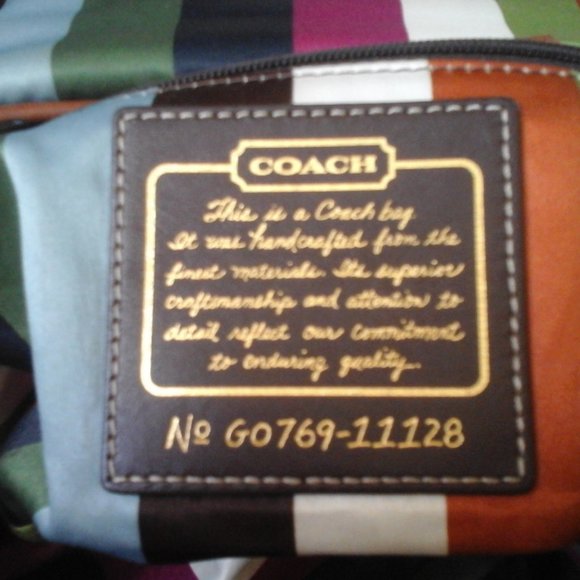 COACH
This is a Coach bag.
It was handcrafted from the
finest materials. Its superior
craftsmanship and attention to
detail reflect our commitment
to enduring quality.
Nº GO769-11128